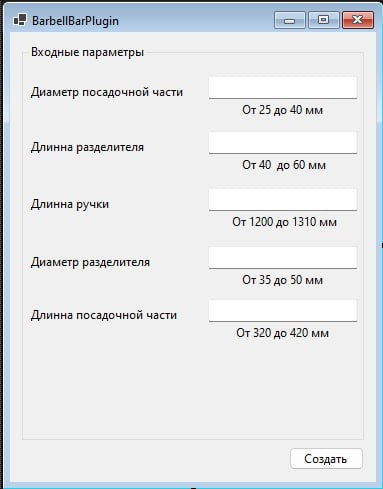 BarbellBarPlugin
Входные параметры
Диаметр посадочной части
От 25 до 40 мм
Длинна разделителя
От 40 до 60 мм
Длинна ручки
От 1200 до 1310 мм
Диаметр разделителя
От 35 до 50 мм
Длинна посадочной части
От 320 до 420 мм
Создать